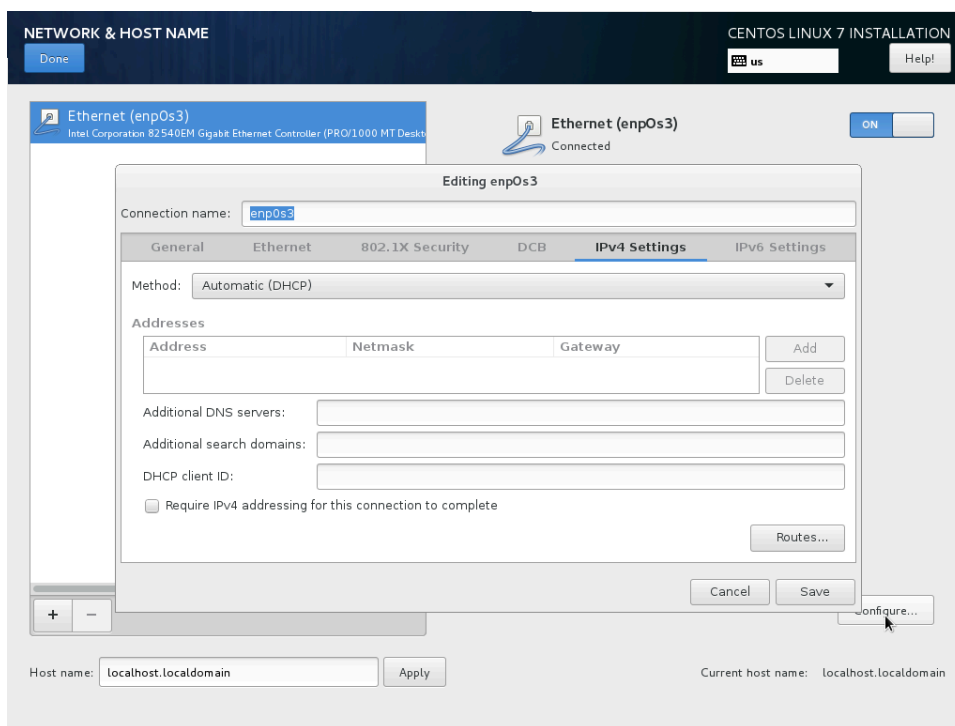 NETWORK & HOST NAME
CENTOS LINUX 7 INSTALLATION
Done
us
Help!
Ethernet (enp0s3)
Intel Corporation 82540EM Gigabit Ethernet Controller (PRO/1000 MT Deskt
Ethernet (enp0s3)
Connected
ON
Editing enp0s3
Connection name: enp0s3
General Ethernet 802.1X Security DCB IPv4 Settings IPv6 Settings
Method: Automatic (DHCP)
Addresses
Address Netmask Gateway
Add
Delete
Additional DNS servers:
Additional search domains:
DHCP client ID:
Require IPv4 addressing for this connection to complete
Routes...
Cancel Save
+ −
Configure...
Host name: localhost.localdomain Apply Current host name: localhost.localdomain